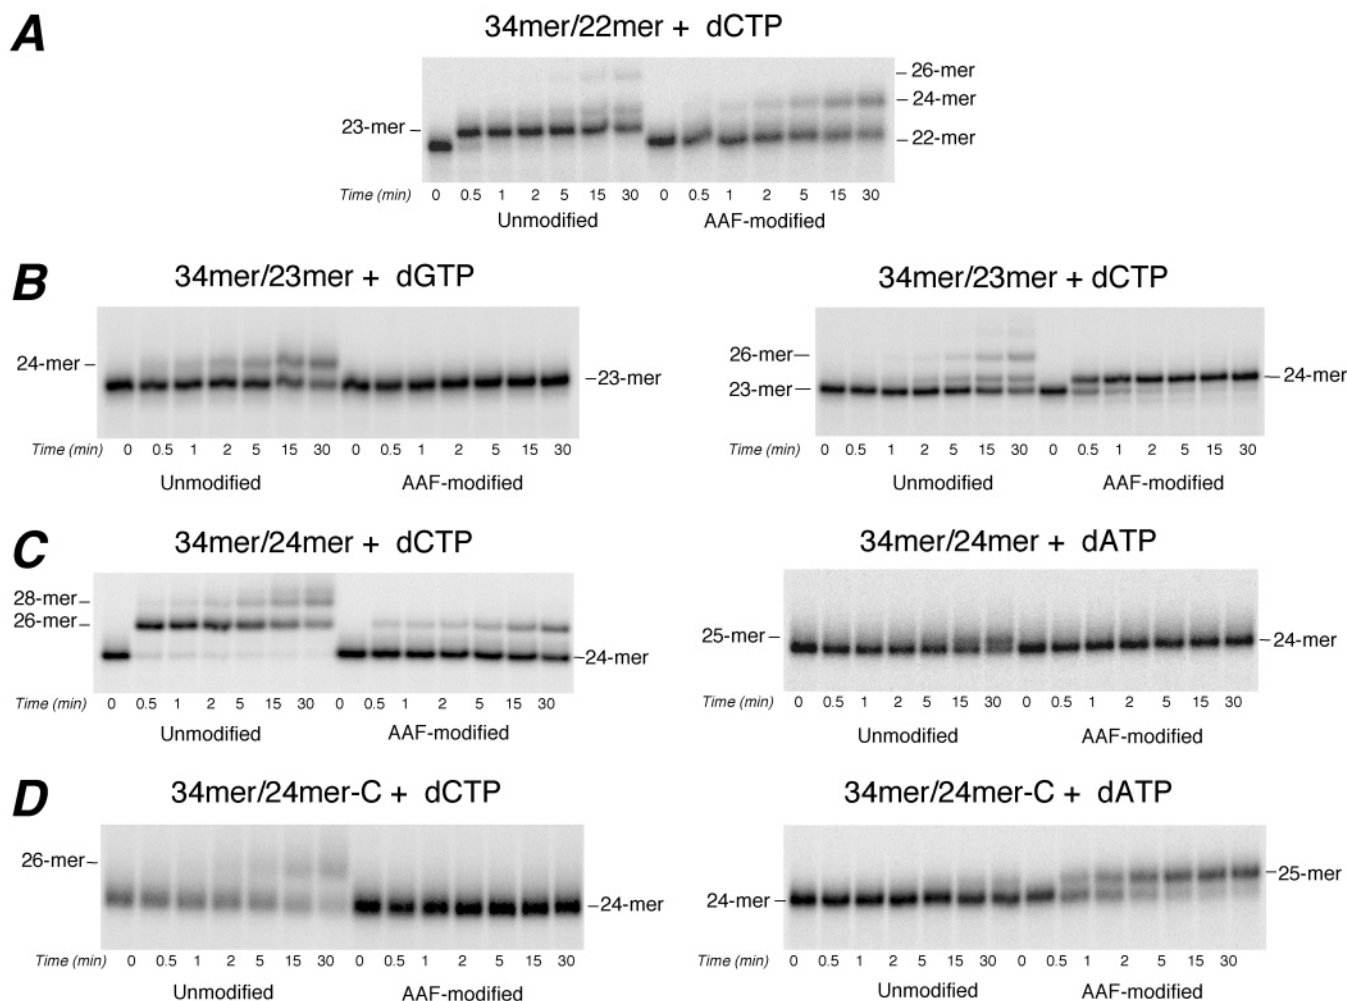 A
34mer/22mer + dCTP
26-mer
24-mer
23-mer
22-mer
Time (min) 0 0.5 1 2 5 15 30 0 0.5 1 2 5 15 30
Unmodified AAF-modified
B
34mer/23mer + dGTP
24-mer
23-mer
Time (min) 0 0.5 1 2 5 15 30 0 0.5 1 2 5 15 30
Unmodified AAF-modified
34mer/23mer + dCTP
26-mer
23-mer
24-mer
Time (min) 0 0.5 1 2 5 15 30 0 0.5 1 2 5 15 30
Unmodified AAF-modified
C
34mer/24mer + dCTP
28-mer
26-mer
24-mer
Time (min) 0 0.5 1 2 5 15 30 0 0.5 1 2 5 15 30
Unmodified AAF-modified
34mer/24mer + dATP
25-mer
24-mer
Time (min) 0 0.5 1 2 5 15 30 0 0.5 1 2 5 15 30
Unmodified AAF-modified
D
34mer/24mer-C + dCTP
26-mer
24-mer
Time (min) 0 0.5 1 2 5 15 30 0 0.5 1 2 5 15 30
Unmodified AAF-modified
34mer/24mer-C + dATP
25-mer
24-mer
Time (min) 0 0.5 1 2 5 15 30 0 0.5 1 2 5 15 30
Unmodified AAF-modified